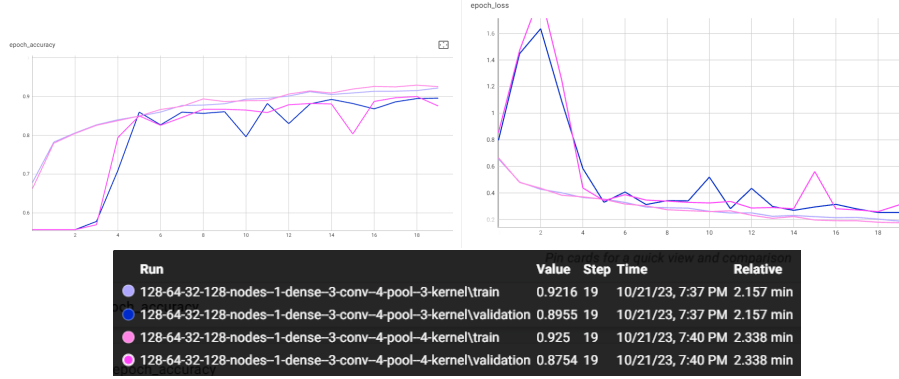 epoch_loss
epoch_accuracy
1.6
1.4
1.2
1
0.8
0.6
0.4
0.2
0.9
0.8
0.7
0.6
2 4 6 8 10 12 14 16 18
2 4 6 8 10 12 14 16 18
Pin cards for a quick view and comparison
Run Value Step Time Relative
128-64-32-128-nodes--1-dense--3-conv--4-pool--3-kernel\train 0.9216 19 10/21/23, 7:37 PM 2.157 min
128-64-32-128-nodes--1-dense--3-conv--4-pool--3-kernel\validation 0.8955 19 10/21/23, 7:37 PM 2.157 min
128-64-32-128-nodes--1-dense--3-conv--4-pool--4-kernel\train 0.925 19 10/21/23, 7:40 PM 2.338 min
128-64-32-128-nodes--1-dense--3-conv--4-pool--4-kernel\validation 0.8754 19 10/21/23, 7:40 PM 2.338 min
epoch_accuracy